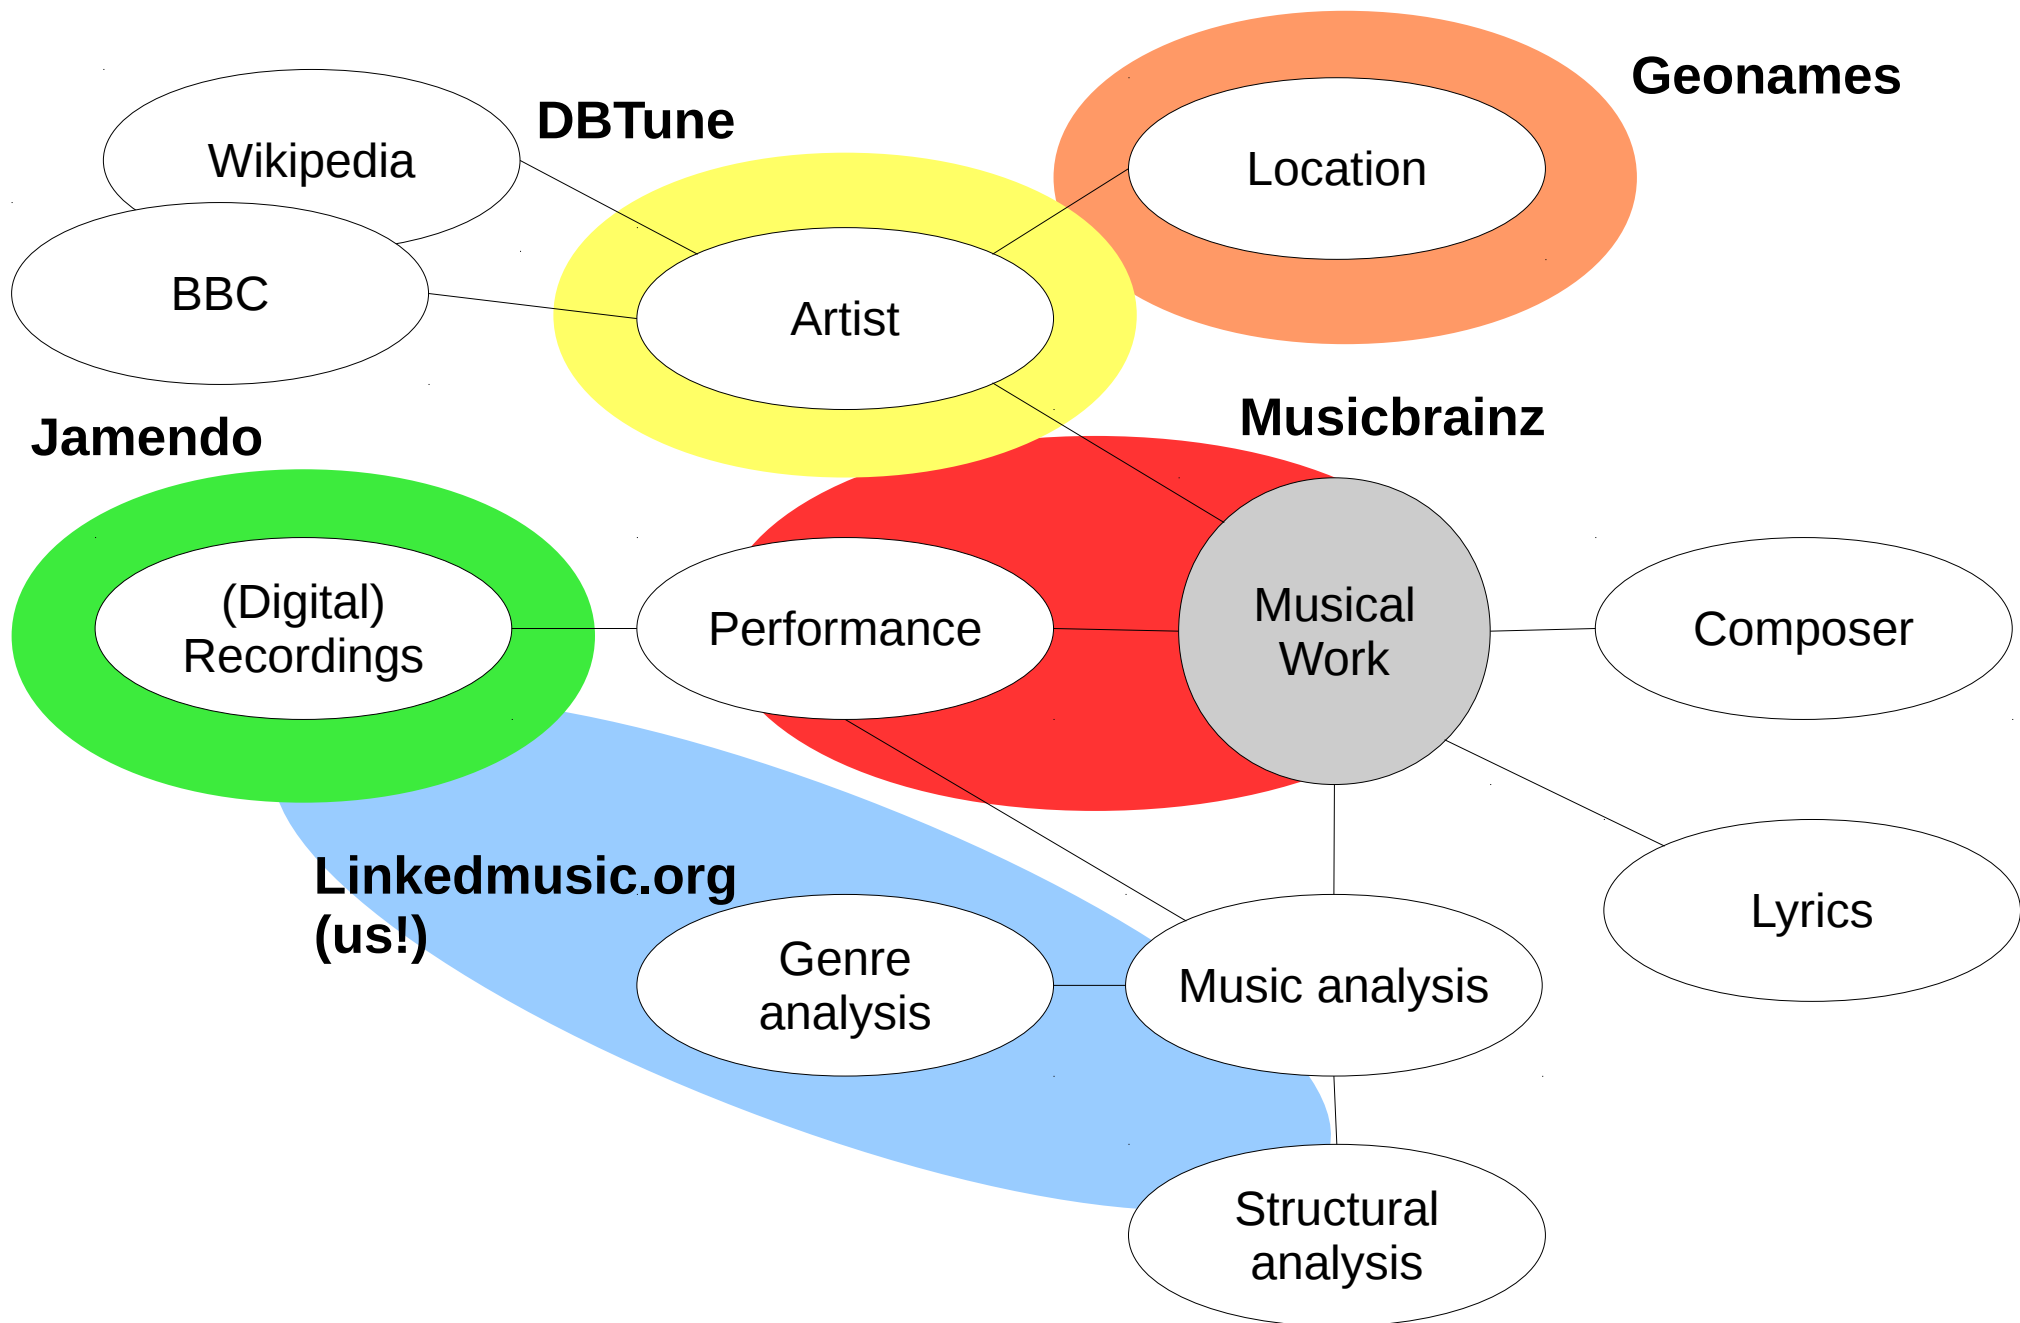 Geonames
DBTune
Wikipedia
Location
BBC
Artist
Musicbrainz
Jamendo
(Digital)
Recordings
Performance
Musical
Work
Composer
Linkedmusic.org
(us!)
Lyrics
Genre
analysis
Music analysis
Structural
analysis